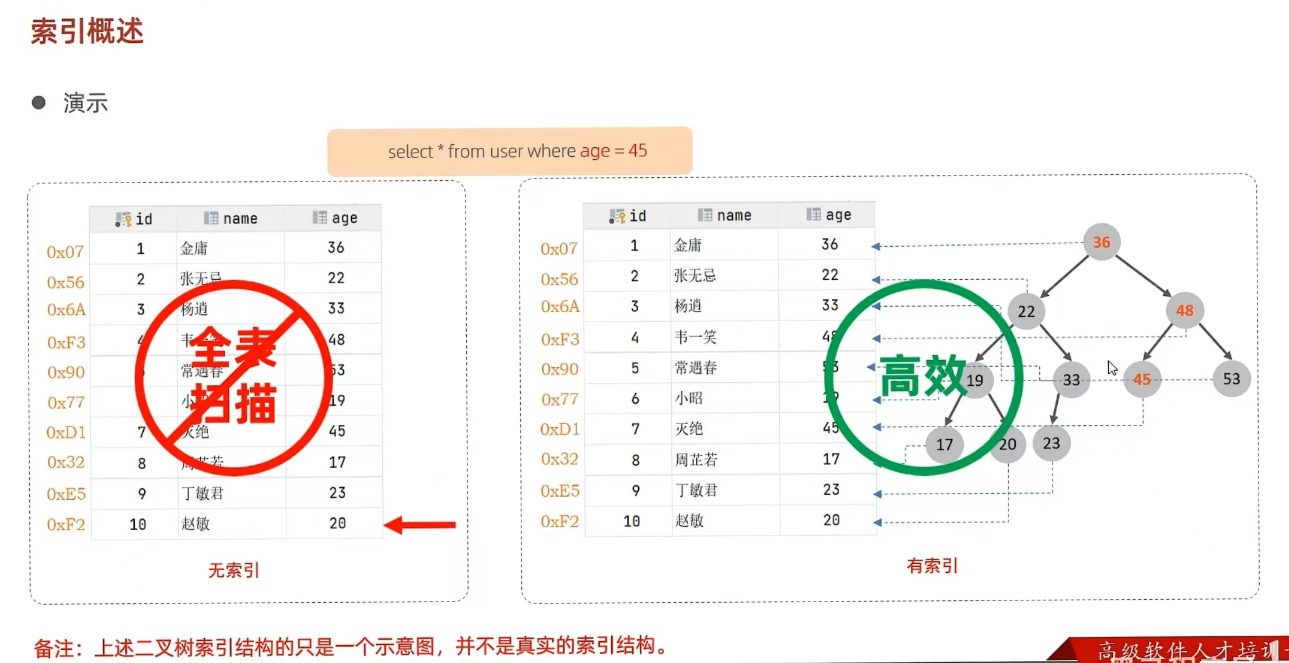 索引概述
演示
select * from user where age = 45
id name age
0x07 1 金庸 36
0x56 2 张无忌 22
0x6A 3 杨逍 33
0xF3 4 48
0x90 常遇春 53
0x77 19
0xD1 7 灭绝 45
0x32 8 周芷若 17
0xE5 9 丁敏君 23
0xF2 10 赵敏 20
全表
扫描
无索引
id name age
0x07 1 金庸 36
0x56 2 张无忌 22
0x6A 3 杨逍 33
0xF3 4 韦一笑 48
0x90 5 常遇春 53
0x77 6 小昭 19
0xD1 7 灭绝 45
0x32 8 周芷若 17
0xE5 9 丁敏君 23
0xF2 10 赵敏 20
高效
36
22 48
19 33 45 53
17 20 23
有索引
备注：上述二叉树索引结构的只是一个示意图，并不是真实的索引结构。
高级软件人才培训